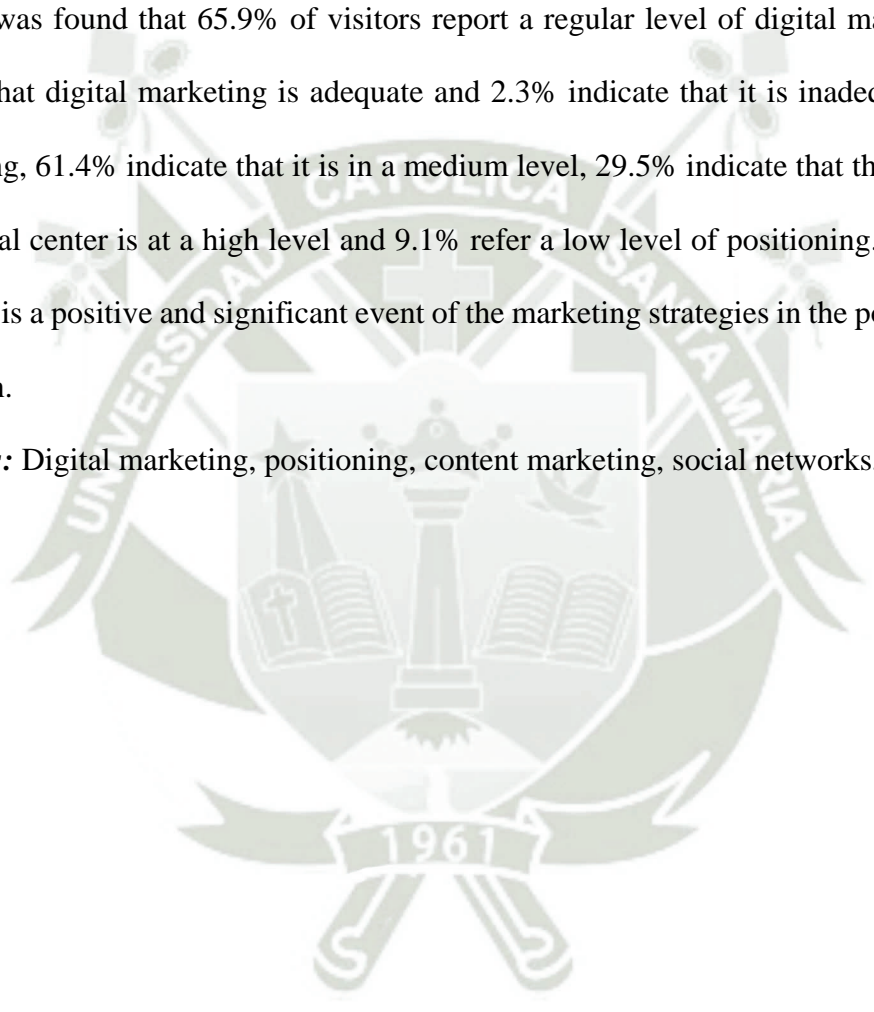 was found that 65.9% of visitors report a regular level of digital ma
hat digital marketing is adequate and 2.3% indicate that it is
ng, 61.4% indicate that it is in a medium level, 29.5% indicate that th
al center is at a high level and 9.1% refer a low level of positioning.
is a positive and significant event of the marketing strategies in the p
.
: Digital marketing, positioning, content marketing, social networks
UNIVERSIDAD CATOLICA SANTA MARIA
1961